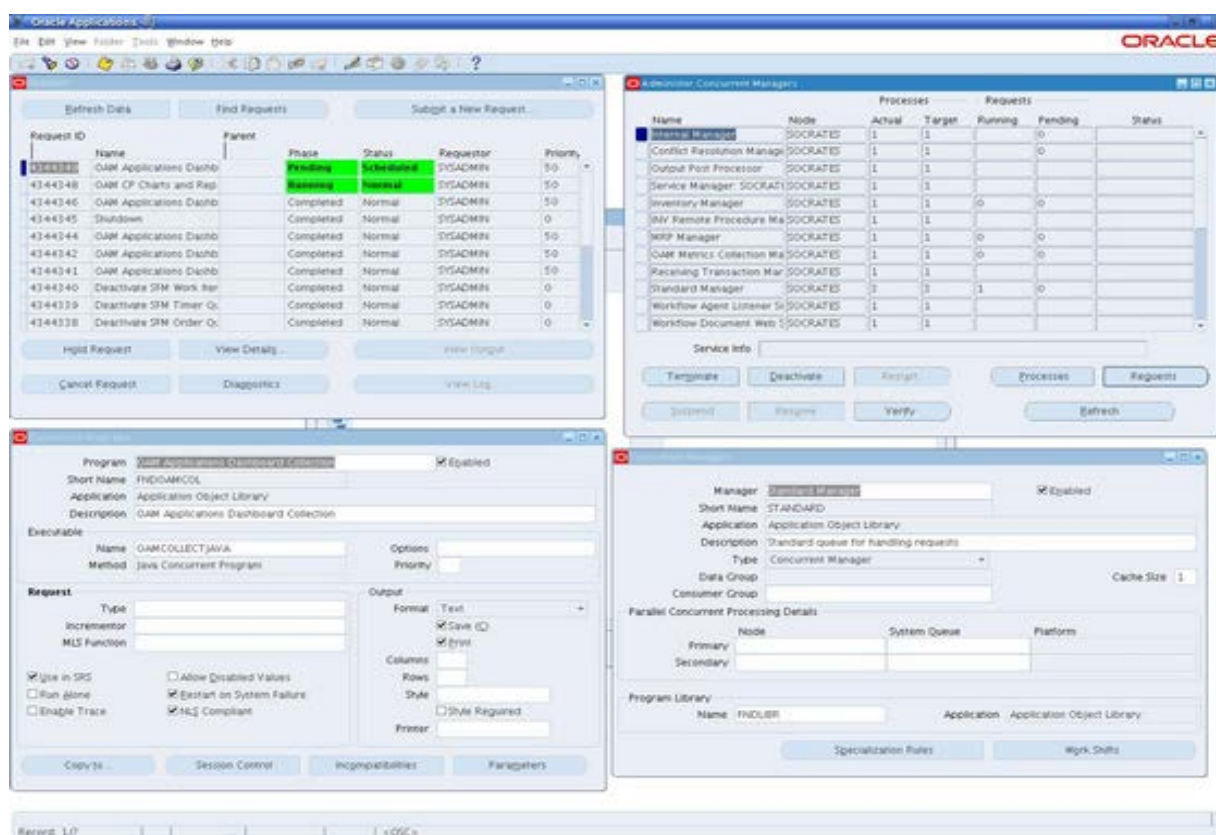 Oracle Applications
File Edit View Folder Tools Window Help
ORACLE
Refresh Data Find Requests Submit a New Request...
Request ID Parent
Name Phase Status Requestor Priority
OAM Applications Dashb Pending Scheduled SYSADMIN 50
4344348 OAM CP Charts and Rep Running Normal SYSADMIN 50
4344346 OAM Applications Dashb Completed Normal SYSADMIN 50
4344345 Shutdown Completed Normal SYSADMIN 0
4344344 OAM Applications Dashb Completed Normal SYSADMIN 50
4344342 OAM Applications Dashb Completed Normal SYSADMIN 50
4344341 OAM Applications Dashb Completed Normal SYSADMIN 50
4344340 Deactivate SFM Work Iter Completed Normal SYSADMIN 0
4344339 Deactivate SFM Timer Qu Completed Normal SYSADMIN 0
4344338 Deactivate SFM Order Qu Completed Normal SYSADMIN 0
Hold Request View Details... View Output
Cancel Request Diagnostics View Log...
Administer Concurrent Managers
Processes Requests
Name Node Actual Target Running Pending Status
Internal Manager SOCRATES 1 1 0
Conflict Resolution Manage SOCRATES 1 1 0
Output Post Processor SOCRATES 1 1
Service Manager: SOCRATE SOCRATES 1 1
Inventory Manager SOCRATES 1 1 0 0
INV Remote Procedure Ma SOCRATES 1 1
MRP Manager SOCRATES 1 1 0 0
OAM Metrics Collection Ma SOCRATES 1 1 0 0
Receiving Transaction Mar SOCRATES 1 1
Standard Manager SOCRATES 3 3 1 0
Workflow Agent Listener Se SOCRATES 1 1
Workflow Document Web S SOCRATES 1 1
Service Info
Terminate Deactivate Restart Processes Requests
Suspend Resume Verify Refresh
Program OAM Applications Dashboard Collection Enabled
Short Name FNDOAMCOL
Application Application Object Library
Description OAM Applications Dashboard Collection
Executable
Name OAMCOLLECTJAVA Options
Method Java Concurrent Program Priority
Request Output
Type Format Text
Incrementor Save (C)
MLS Function Print
Columns
Use in SRS Allow Disabled Values Rows
Run Alone Restart on System Failure Style
Enable Trace NLS Compliant Style Required
Printer
Copy to... Session Control Incompatibilities Parameters
Manager Standard Manager Enabled
Short Name STANDARD
Application Application Object Library
Description Standard queue for handling requests
Type Concurrent Manager
Data Group Cache Size 1
Consumer Group
Parallel Concurrent Processing Details
Node System Queue Platform
Primary
Secondary
Program Library
Name FNDLIBR Application Application Object Library
Specialization Rules Work Shifts
Record: 1/? <OSC>